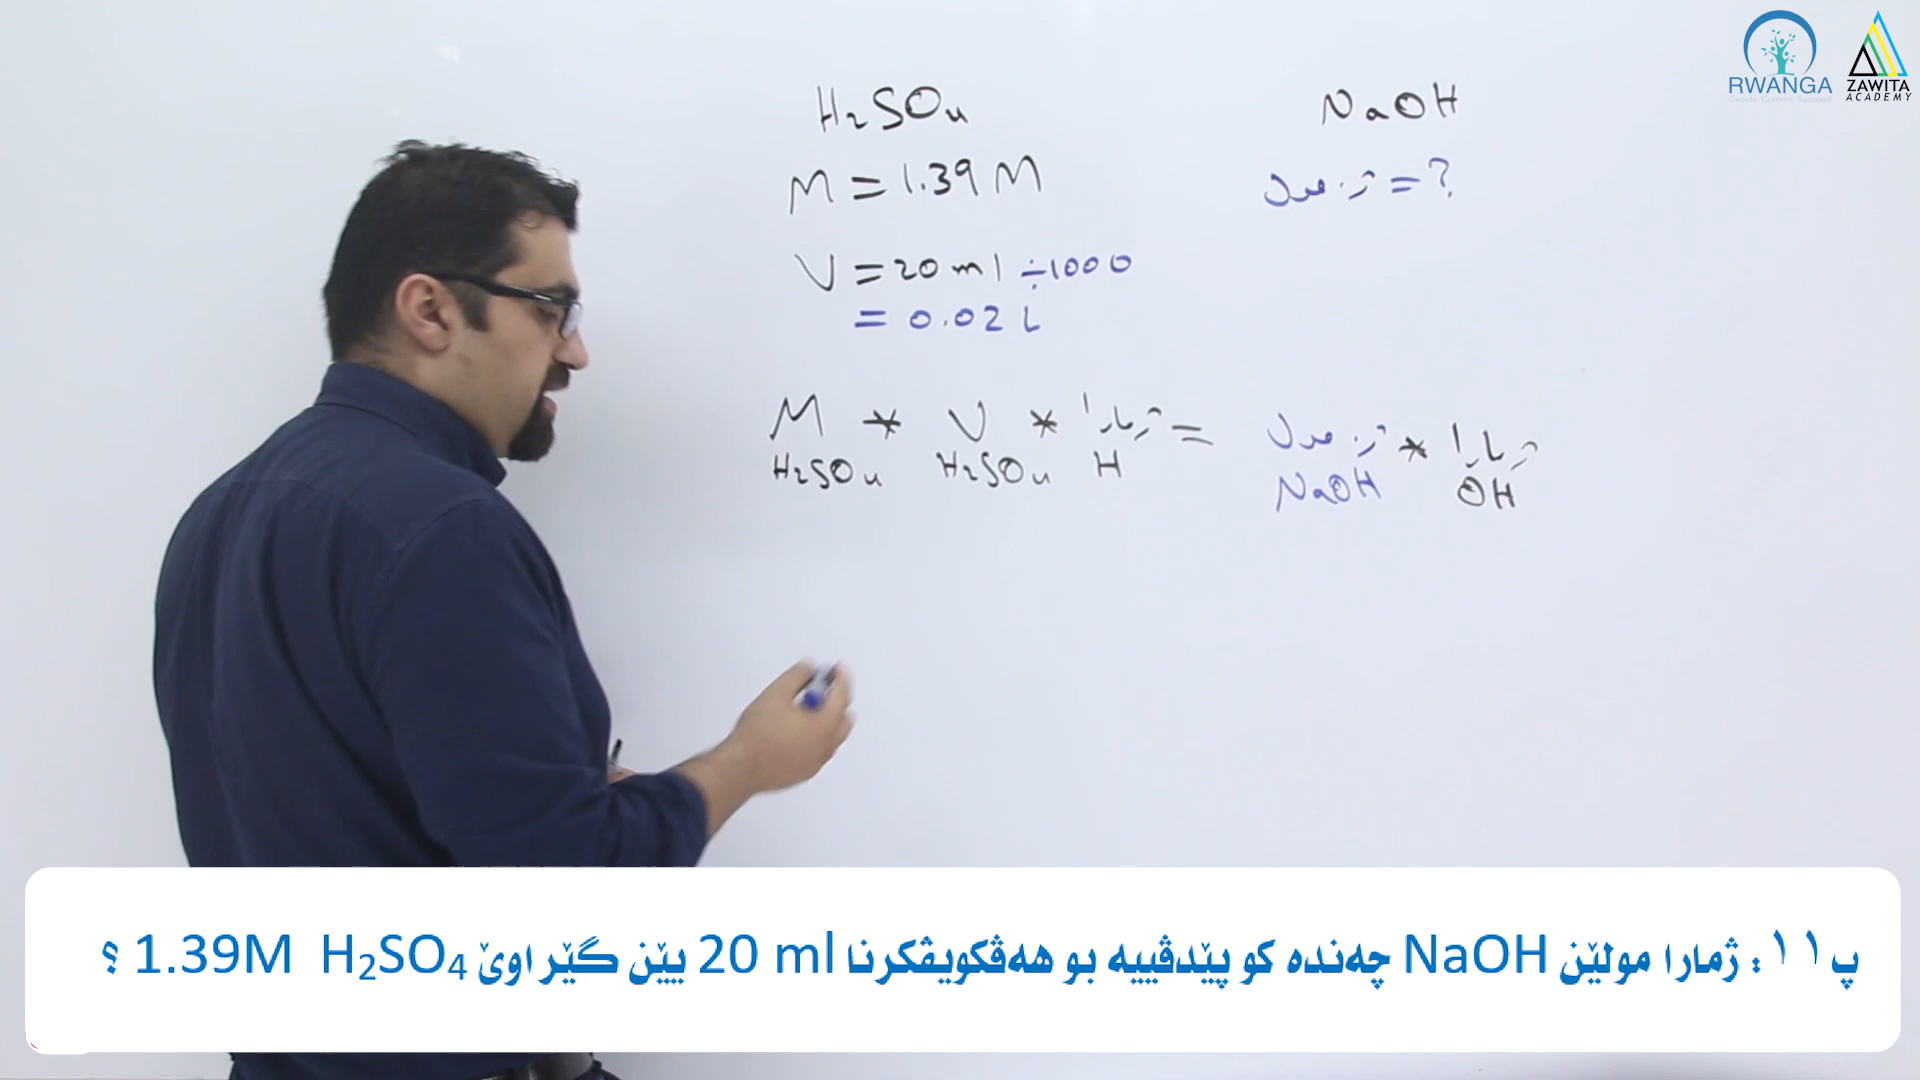 RWANGA
ZAWITA
ACADEMY
H₂SO₄
M = 1.39 M
V = 20 ml ÷1000
= 0.02 L
NaOH
ژ. مول = ?
M * V * ژمارا = ژ. مول * ژمارا
H₂SO₄ H₂SO₄ H NaOH OH
پ١١: ژمارا مولێن NaOH چەندە کو پێدڤییە بو هەڤکویڤکرنا 20 ml یێن گێراوێ 1.39M H₂SO₄ ؟